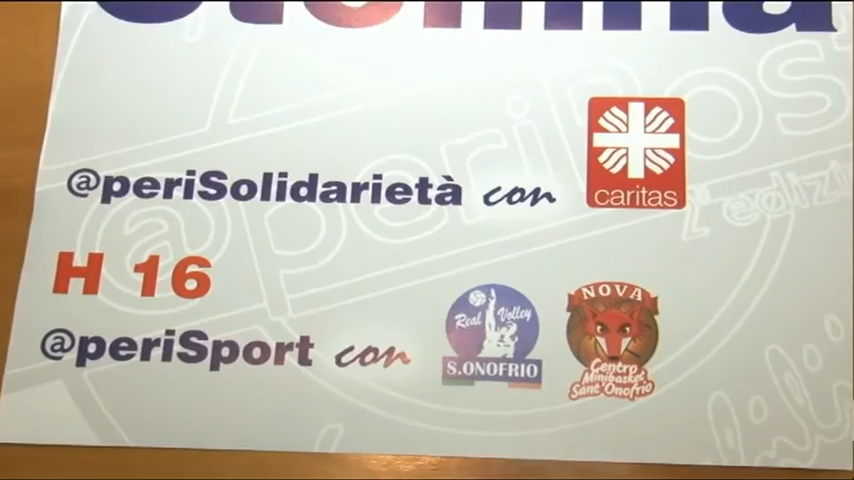 @periSolidarietà con
caritas
H 16
@periSport con
Real Volley
S.ONOFRIO
NOVA
Centro
Minibasket
Sant'Onofrio